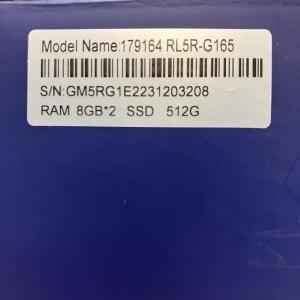 Model Name:179164 RL5R-G165
S/N:GM5RG1E2231203208
RAM 8GB*2 SSD 512G